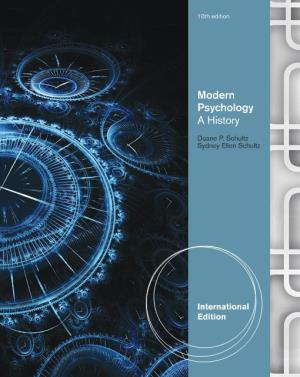 10th edition
Modern
Psychology
A History
Duane P. Schultz
Sydney Ellen Schultz
International
Edition